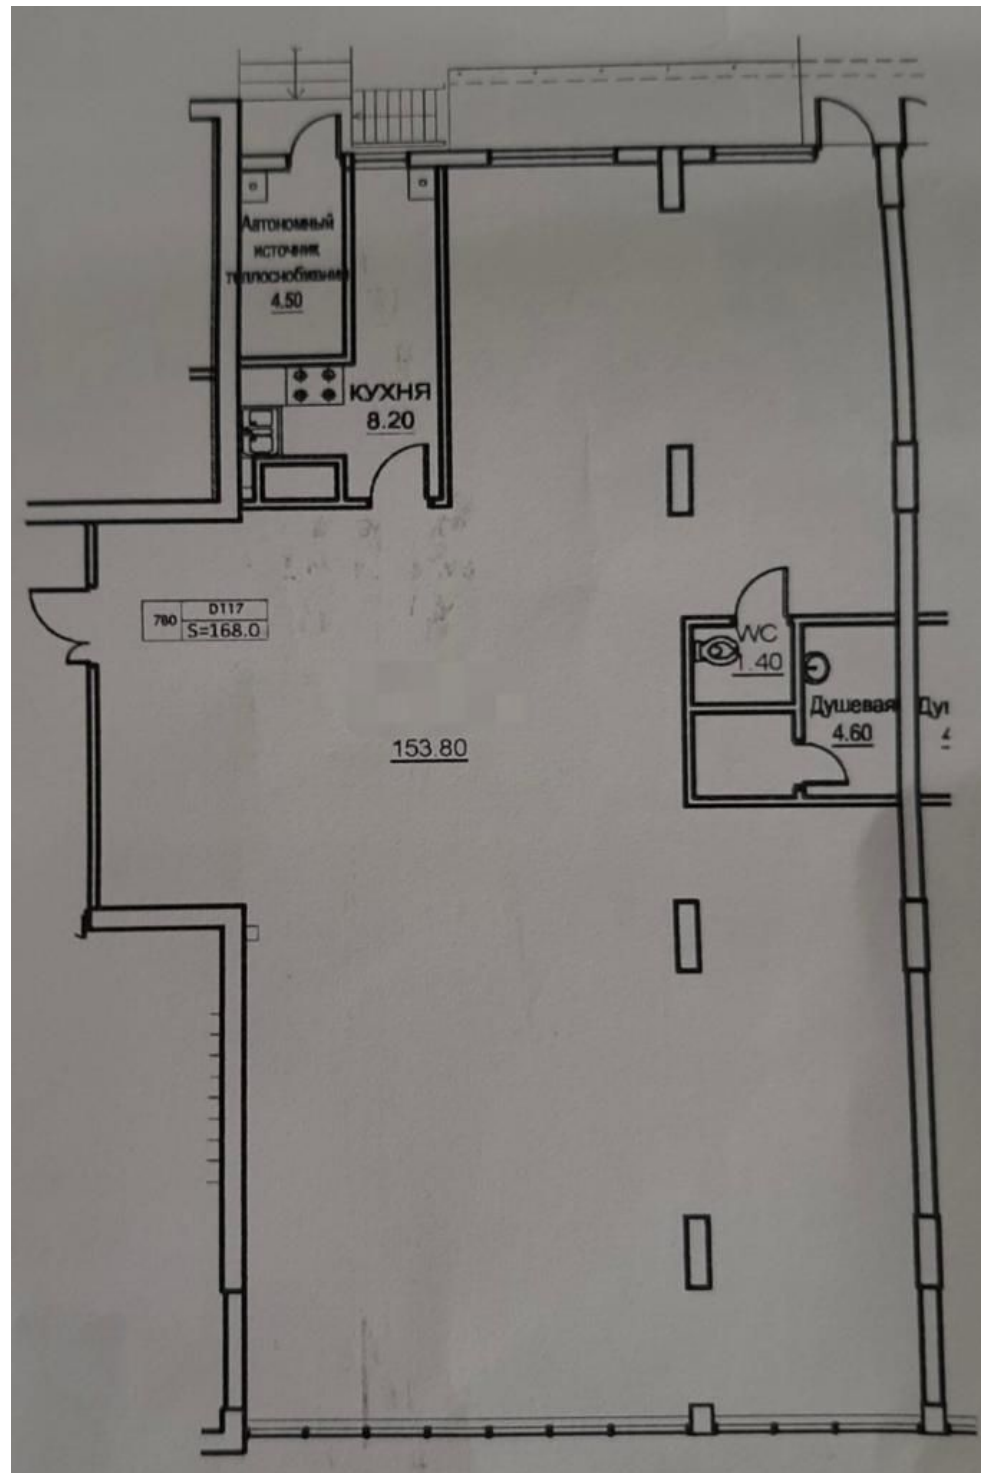 Автономный
источник
теплоснобжения
4.50
КУХНЯ
8.20
D117
780
S=168.0
WC
1.40
Душевая
4.60
153.80